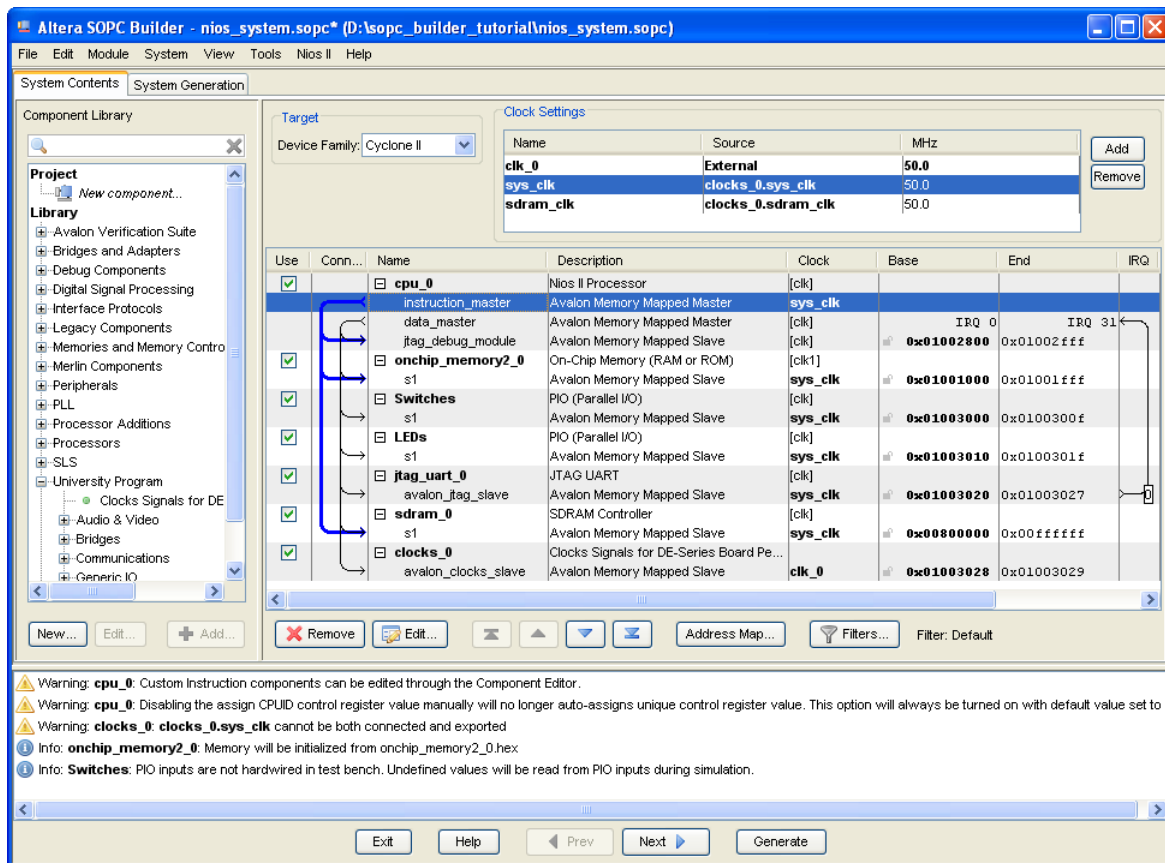 Altera SOPC Builder - nios_system.sopc* (D:\sopc_builder_tutorial\nios_system.sopc)
File Edit Module System View Tools Nios II Help
System Contents System Generation
Component Library
Project
New component...
Library
Avalon Verification Suite
Bridges and Adapters
Debug Components
Digital Signal Processing
Interface Protocols
Legacy Components
Memories and Memory Contro
Merlin Components
Peripherals
PLL
Processor Additions
Processors
SLS
University Program
Clocks Signals for DE
Audio & Video
Bridges
Communications
Generic IO
New... Edit... Add...
Target
Device Family: Cyclone II
Clock Settings
Name Source MHz
clk_0 External 50.0
sys_clk clocks_0.sys_clk 50.0
sdram_clk clocks_0.sdram_clk 50.0
Add
Remove
Use Conn... Name Description Clock Base End IRQ
cpu_0 Nios II Processor [clk]
instruction_master Avalon Memory Mapped Master sys_clk
data_master Avalon Memory Mapped Master [clk] IRQ 0 IRQ 31
jtag_debug_module Avalon Memory Mapped Slave [clk] 0x01002800 0x01002fff
onchip_memory2_0 On-Chip Memory (RAM or ROM) [clk1]
s1 Avalon Memory Mapped Slave sys_clk 0x01001000 0x01001fff
Switches PIO (Parallel I/O) [clk]
s1 Avalon Memory Mapped Slave sys_clk 0x01003000 0x0100300f
LEDs PIO (Parallel I/O) [clk]
s1 Avalon Memory Mapped Slave sys_clk 0x01003010 0x0100301f
jtag_uart_0 JTAG UART [clk]
avalon_jtag_slave Avalon Memory Mapped Slave sys_clk 0x01003020 0x01003027 0
sdram_0 SDRAM Controller [clk]
s1 Avalon Memory Mapped Slave sys_clk 0x00800000 0x00ffffff
clocks_0 Clocks Signals for DE-Series Board Pe...
avalon_clocks_slave Avalon Memory Mapped Slave clk_0 0x01003028 0x01003029
Remove Edit... Address Map... Filters... Filter: Default
Warning: cpu_0: Custom Instruction components can be edited through the Component Editor.
Warning: cpu_0: Disabling the assign CPUID control register value manually will no longer auto-assigns unique control register value. This option will always be turned on with default value set to
Warning: clocks_0: clocks_0.sys_clk cannot be both connected and exported
Info: onchip_memory2_0: Memory will be initialized from onchip_memory2_0.hex
Info: Switches: PIO inputs are not hardwired in test bench. Undefined values will be read from PIO inputs during simulation.
Exit Help Prev Next Generate